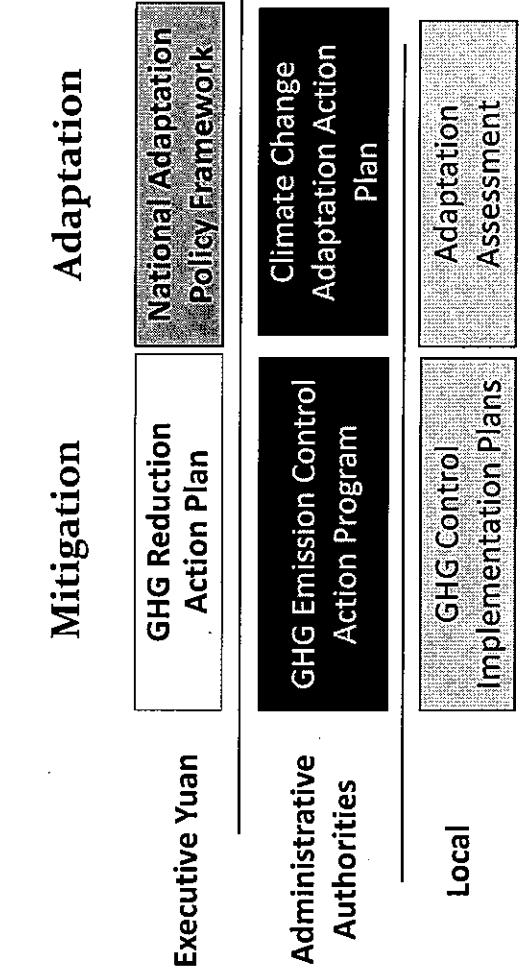 Mitigation
Adaptation
Executive Yuan
GHG Reduction
Action Plan
National Adaptation
Policy Framework
Administrative
Authorities
GHG Emission Control
Action Program
Climate Change
Adaptation Action
Plan
Local
GHG Control
Implementation Plans
Adaptation
Assessment